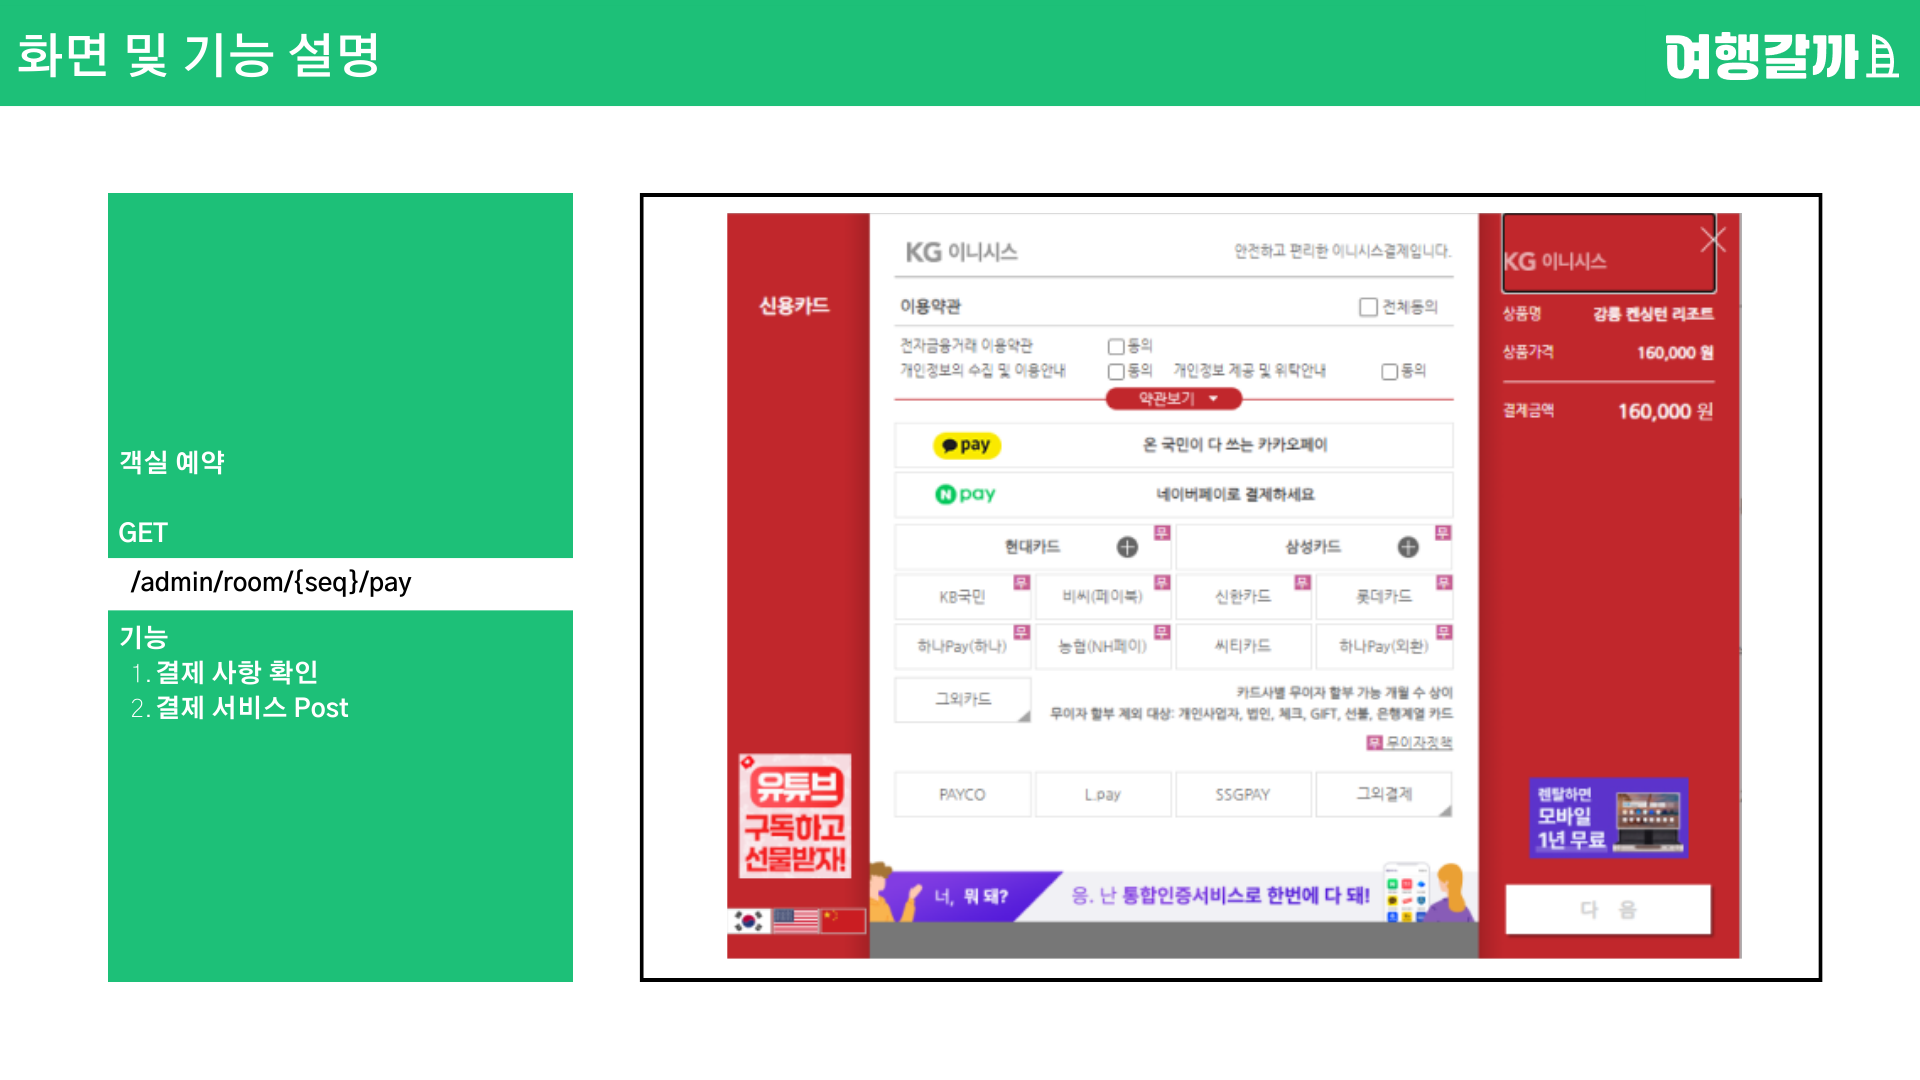 화면 및 기능 설명
여행갈까
객실 예약
GET
/admin/room/{seq}/pay
기능
1. 결제 사항 확인
2. 결제 서비스 Post
신용카드
유튜브
구독하고
선물받자!
KG 이니시스
안전하고 편리한 이니시스결제입니다.
이용약관
전체동의
전자금융거래 이용약관 동의
개인정보의 수집 및 이용안내 동의 개인정보 제공 및 위탁안내 동의
약관보기
pay 온 국민이 다 쓰는 카카오페이
N pay 네이버페이로 결제하세요
현대카드 무 삼성카드 무
KB국민 무 비씨(페이북) 무 신한카드 무 롯데카드 무
하나Pay(하나) 무 농협(NH페이) 무 씨티카드 하나Pay(외환) 무
그외카드
카드사별 무이자 할부 가능 개월 수 상이
무이자 할부 제외 대상: 개인사업자, 법인, 체크, GIFT, 선불, 은행계열 카드
무 무이자정책
PAYCO L.pay SSGPAY 그외결제
너, 뭐 돼?
응. 난 통합인증서비스로 한번에 다 돼!
KG 이니시스
상품명 강릉 켄싱턴 리조트
상품가격 160,000 원
결제금액 160,000 원
렌탈하면
모바일
1년 무료
다 음